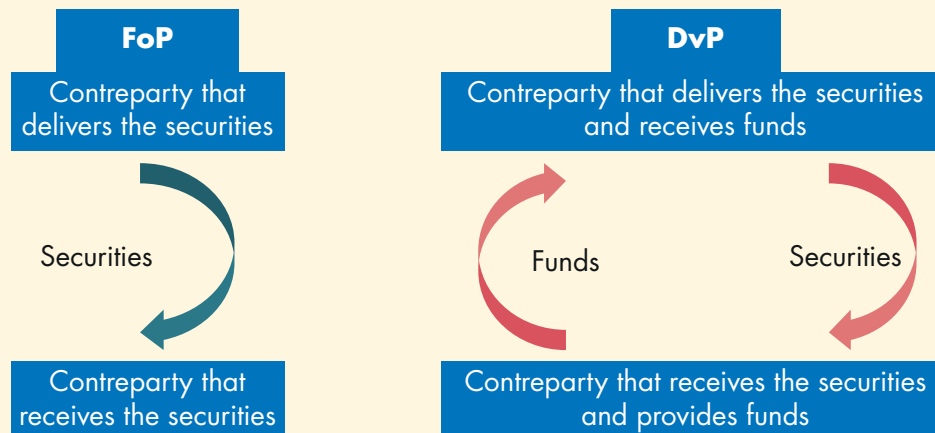 FoP
Contreparty that
delivers the securities
Securities
Contreparty that
receives the securities
DvP
Contreparty that delivers the securities
and receives funds
Funds
Securities
Contreparty that receives the securities
and provides funds